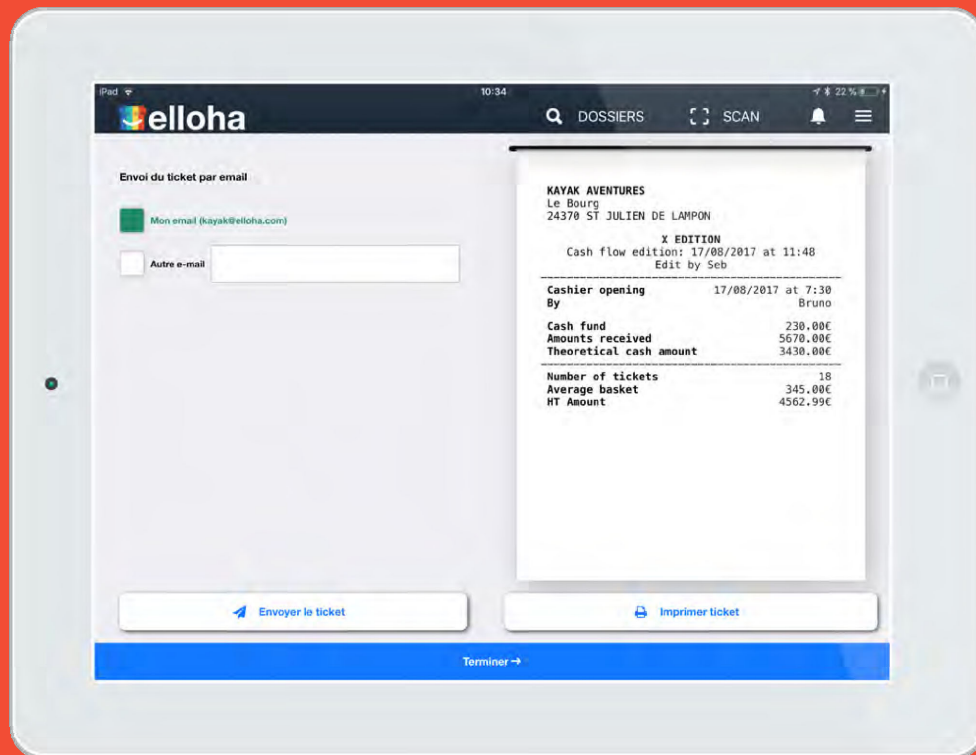 iPad 10:34 22 %
elloha DOSSIERS SCAN
Envoi du ticket par email
Mon email (kayak@elloha.com)
Autre e-mail
KAYAK AVENTURES
Le Bourg
24370 ST JULIEN DE LAMPON
X EDITION
Cash flow edition: 17/08/2017 at 11:48
Edit by Seb
Cashier opening 17/08/2017 at 7:30
By Bruno
Cash fund 230.00€
Amounts received 5670.00€
Theoretical cash amount 3430.00€
Number of tickets 18
Average basket 345.00€
HT Amount 4562.99€
Envoyer le ticket
Imprimer ticket
Terminer→